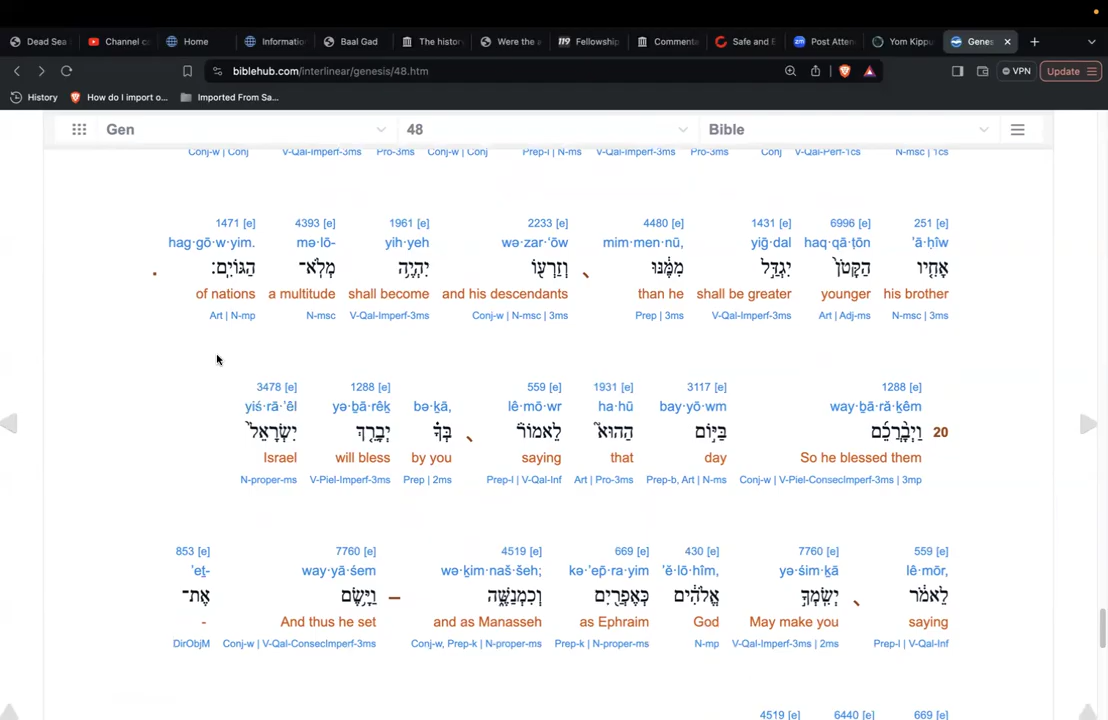 Dead Sea
Channel c
Home
Information
Baal Gad
The history
Were the a
119 Fellowship
Commenta
Safe and E
zm Post Atten
Yom Kippu
Genes
biblehub.com/interlinear/genesis/48.htm
VPN
Update
History
How do I import o...
Imported From Sa...
Gen
48
Bible
Conj-w | Conj V-Qal-Imperf-3ms Pro-3ms Conj-w | Conj Prep-l | N-ms V-Qal-Imperf-3ms Pro-3ms Conj V-Qal-Perf-1cs N-msc | 1cs
1471 [e] 4393 [e] 1961 [e] 2233 [e] 4480 [e] 1431 [e] 6996 [e] 251 [e]
hag·gō·w·yim. mə·lō- yih·yeh wə·zar·‘ōw mim·men·nū, yiḡ·dal haq·qā·ṭōn ’ā·ḥîw
. הַגּוֹיִֽם׃ מְלֹֽא־ יִהְיֶ֥ה וְזַרְע֖וֹ 、 מִמֶּ֔נּוּ יִגְדַּ֣ל הַקָּטֹן֙ אָחִ֤יו
of nations a multitude shall become and his descendants than he shall be greater younger his brother
Art | N-mp N-msc V-Qal-Imperf-3ms Conj-w | N-msc | 3ms Prep | 3ms V-Qal-Imperf-3ms Art | Adj-ms N-msc | 3ms
3478 [e] 1288 [e] 559 [e] 1931 [e] 3117 [e] 1288 [e]
yiś·rā·’êl yə·ḇā·rêḵ bə·ḵā, lê·mō·wr ha·hū bay·yō·wm way·ḇā·ră·ḵêm
יִשְׂרָאֵל֙ יְבָרֵ֤ךְ בְּךָ֗ 、 לֵאמוֹר֒ הַהוּא֮ בַּיּ֣וֹם וַיְבָ֨רֲכֵ֜ם 20
Israel will bless by you saying that day So he blessed them
N-proper-ms V-Piel-Imperf-3ms Prep | 2ms Prep-l | V-Qal-Inf Art | Pro-3ms Prep-b, Art | N-ms Conj-w | V-Piel-ConsecImperf-3ms | 3mp
853 [e] 7760 [e] 4519 [e] 669 [e] 430 [e] 7760 [e] 559 [e]
’eṯ- way·yā·śem wə·ḵim·naš·šeh; kə·’ep̄·ra·yim ’ĕ·lō·hîm, yə·śim·ḵā lê·mōr,
אֶת־ וַיָּ֥שֶׂם – וְכִמְנַשֶּׁ֑ה כְּאֶפְרַ֖יִם אֱלֹהִ֔ים יְשִֽׂמְךָ֣ 、 לֵאמֹ֔ר
- And thus he set and as Manasseh as Ephraim God May make you saying
DirObjM Conj-w | V-Qal-ConsecImperf-3ms Conj-w, Prep-k | N-proper-ms Prep-k | N-proper-ms N-mp V-Qal-Imperf-3ms | 2ms Prep-l | V-Qal-Inf
4519 [e] 6440 [e] 669 [e]